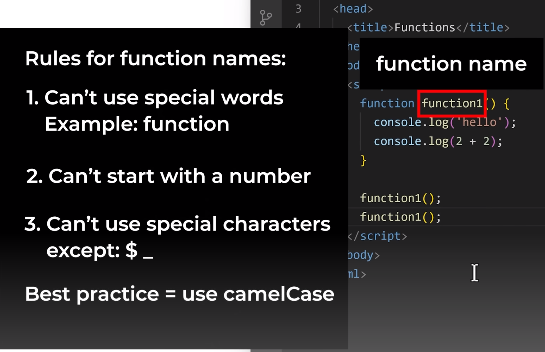 Rules for function names:
1. Can't use special words
Example: function
2. Can't start with a number
3. Can't use special characters
except: $ _
Best practice = use camelCase
3 <head>
4 <title>Functions</title>
function name
function function1() {
console.log('hello');
console.log(2 + 2);
}
function1();
function1();
</script>
body>
ml>